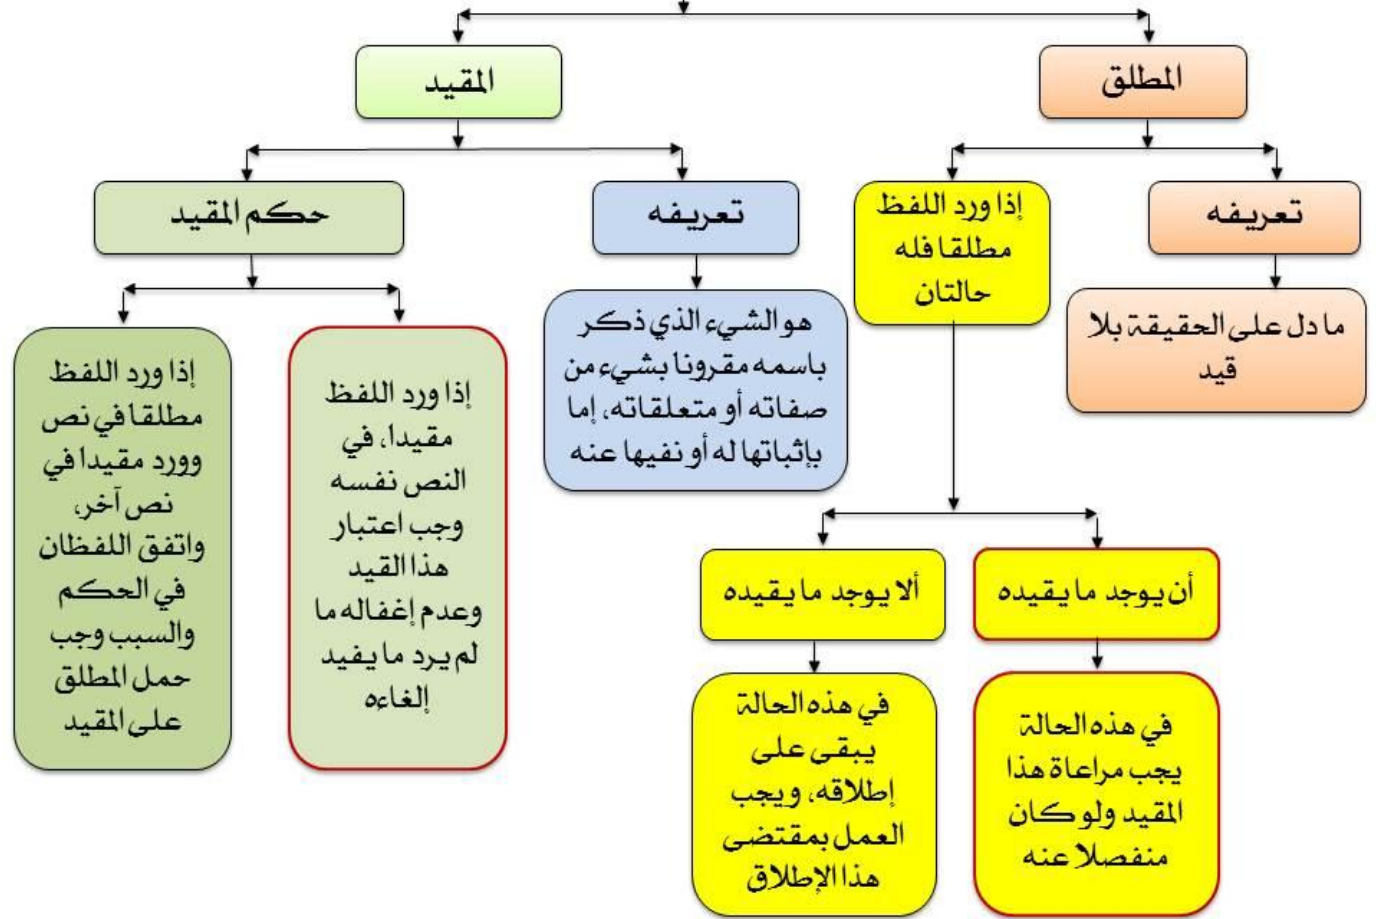 المطلق
المقيد
تعريفه
إذا ورد اللفظ
مطلقا فله
حالتان
تعريفه
حكم المقيد
ما دل على الحقيقة بلا
قيد
هو الشيء الذي ذكر
باسمه مقرونا بشيء من
صفاته أو متعلقاته، إما
بإثباتها له أو نفيها عنه
إذا ورد اللفظ
مقيدا، في
النص نفسه
وجب اعتبار
هذا القيد
وعدم إغفاله ما
لم يرد ما يفيد
إلغاءه
إذا ورد اللفظ
مطلقا في نص
وورد مقيدا في
نص آخر،
واتفق اللفظان
في الحكم
والسبب وجب
حمل المطلق
على المقيد
أن يوجد ما يقيده
ألا يوجد ما يقيده
في هذه الحالة
يجب مراعاة هذا
المقيد ولو كان
منفصلا عنه
في هذه الحالة
يبقى على
إطلاقه، ويجب
العمل بمقتضى
هذا الإطلاق